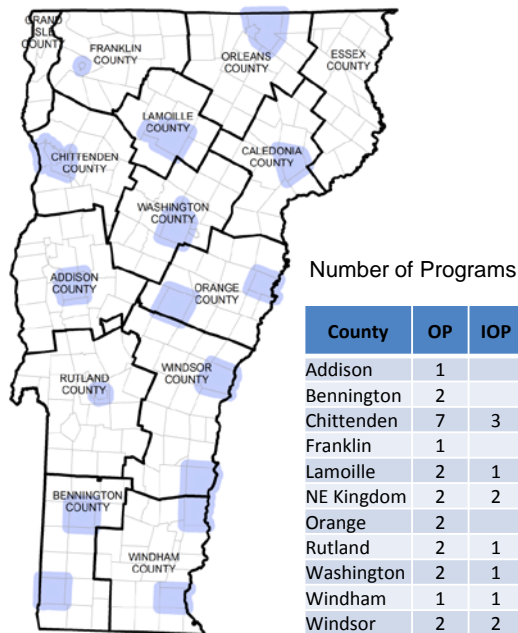 GRAND
ISLE
COUNTY
FRANKLIN
COUNTY
ORLEANS
COUNTY
ESSEX
COUNTY
LAMOILLE
COUNTY
CHITTENDEN
COUNTY
CALEDONIA
COUNTY
WASHINGTON
COUNTY
ADDISON
COUNTY
ORANGE
COUNTY
RUTLAND
COUNTY
WINDSOR
COUNTY
BENNINGTON
COUNTY
WINDHAM
COUNTY
Number of Programs
County OP IOP
Addison 1
Bennington 2
Chittenden 7 3
Franklin 1
Lamoille 2 1
NE Kingdom 2 2
Orange 2
Rutland 2 1
Washington 2 1
Windham 1 1
Windsor 2 2